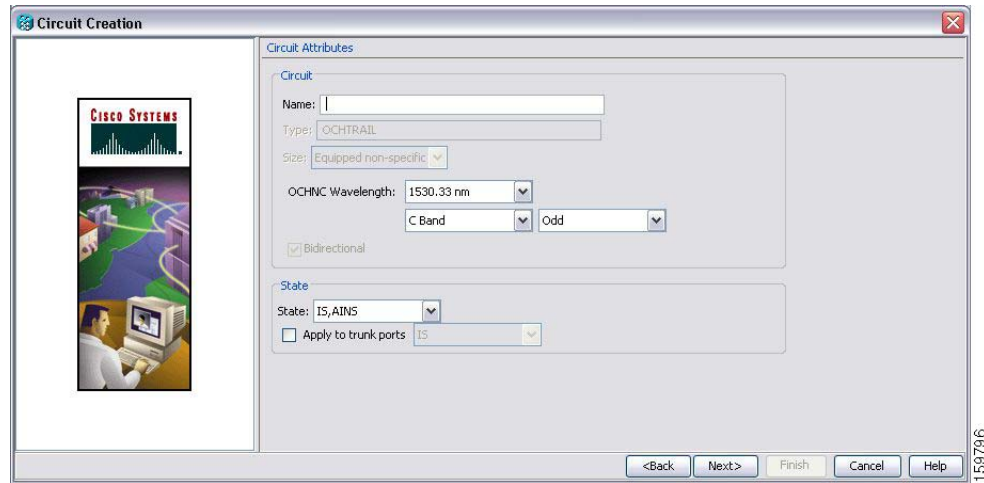 Circuit Creation
CISCO SYSTEMS
Circuit Attributes
Circuit
Name:
Type: OCHTRAIL
Size: Equipped non-specific
OCHNC Wavelength: 1530.33 nm
C Band Odd
Bidirectional
State
State: IS,AINS
Apply to trunk ports IS
<Back Next> Finish Cancel Help
159796